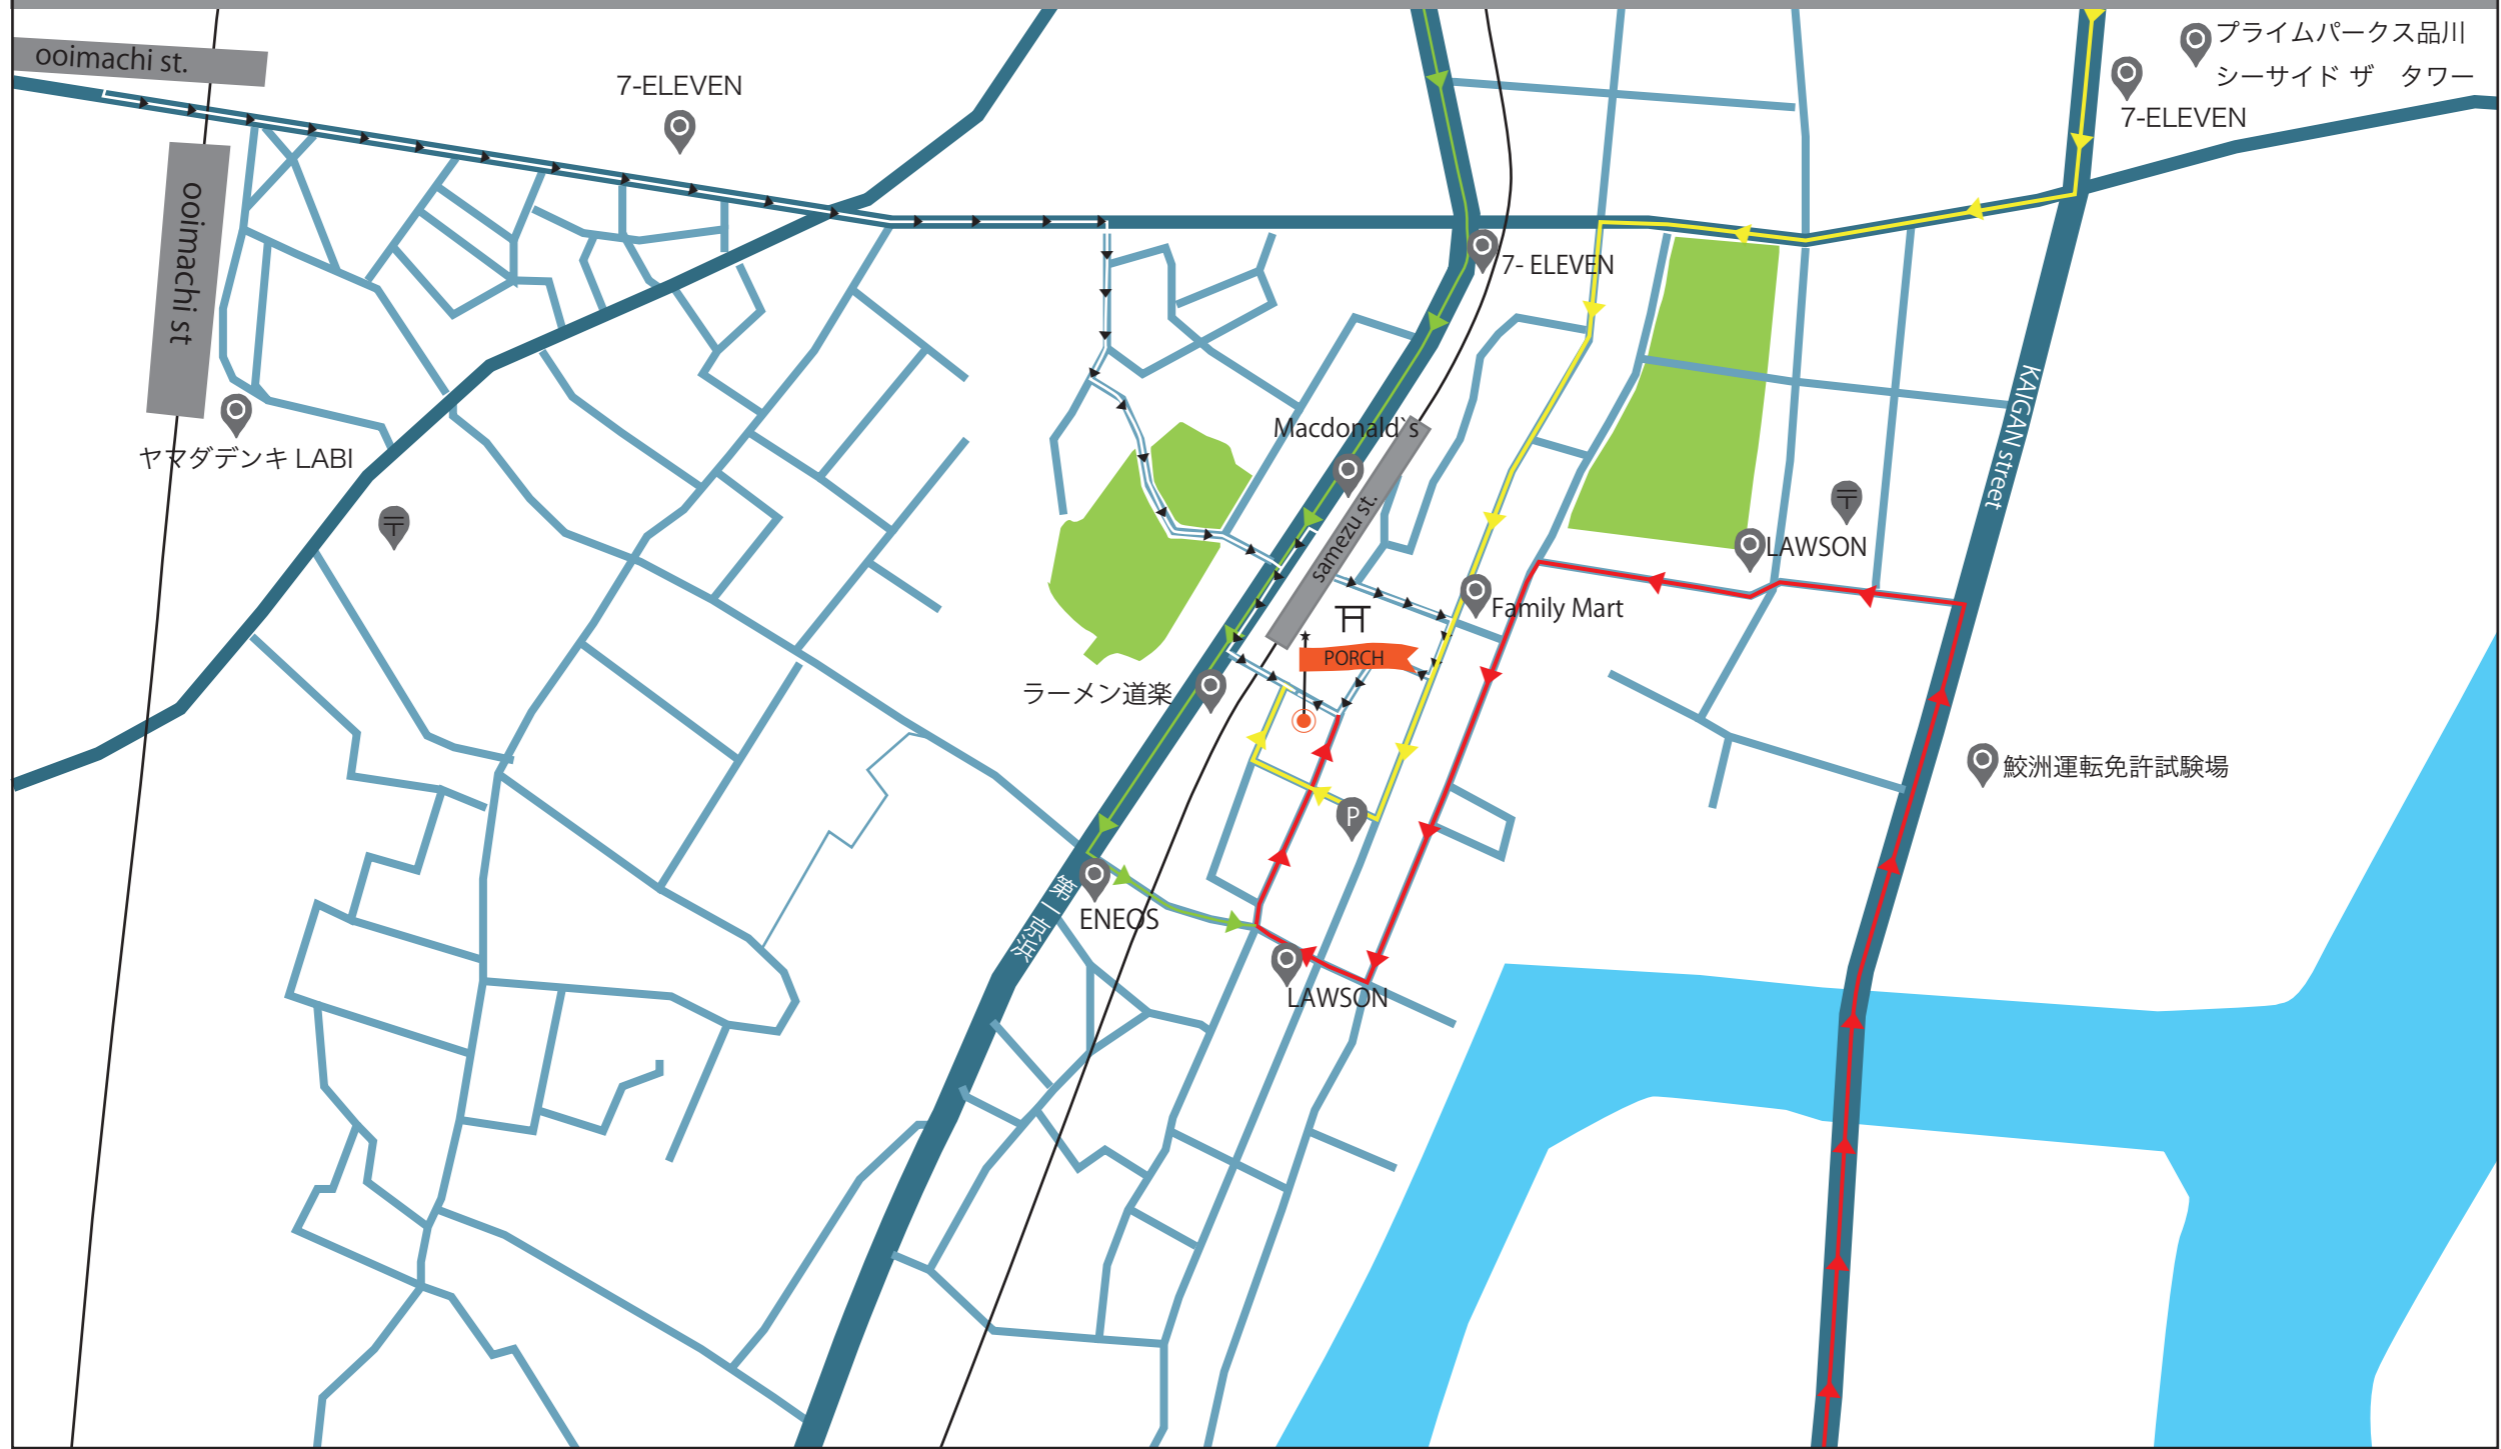 ooimachi st.
7-ELEVEN
プライムパークス品川
シーサイド ザ　タワー
7-ELEVEN
ooimachi st
7- ELEVEN
KAIGAN street
Macdonald`s
ヤマダデンキ LABI
〒
〒
samezu st.
LAWSON
Family Mart
PORCH
ラーメン道楽
鮫洲運転免許試験場
P
第一京浜
ENEOS
LAWSON